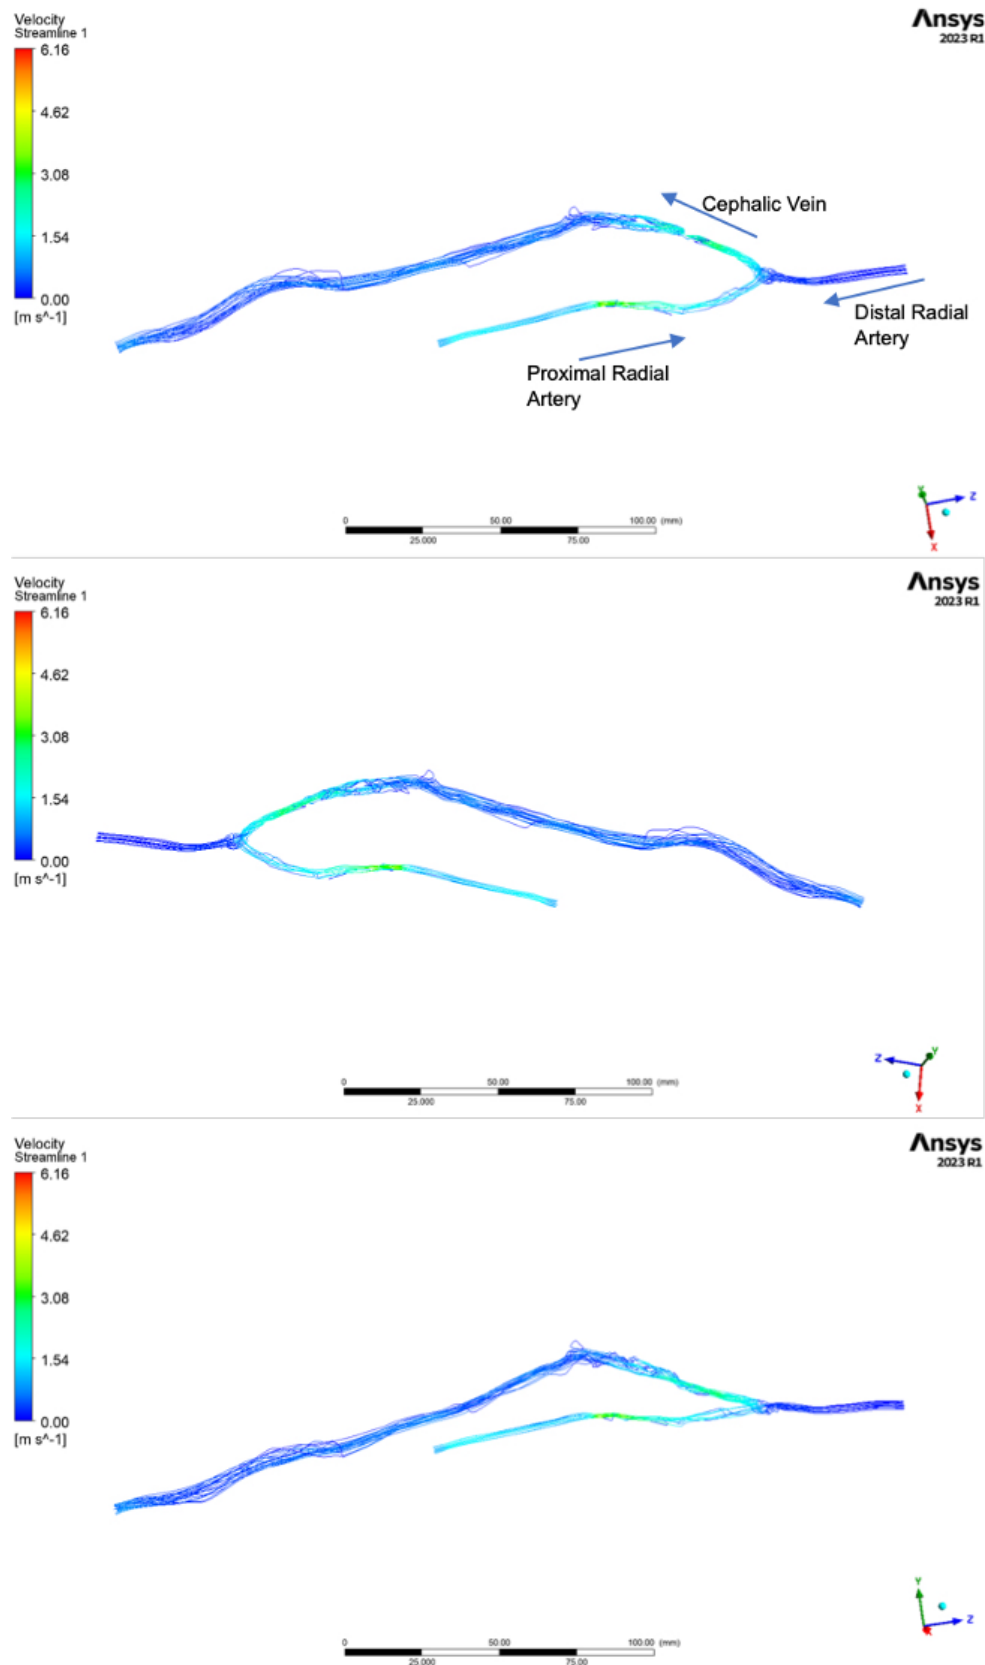 Velocity
Streamline 1
Ansys
2023 R1
6.16
4.62
3.08
1.54
0.00
[m s^-1]
Cephalic Vein
Distal Radial
Artery
Proximal Radial
Artery
Y
Z
X
0 50.00 100.00 (mm)
25.000 75.00
Velocity
Streamline 1
Ansys
2023 R1
6.16
4.62
3.08
1.54
0.00
[m s^-1]
Y
Z
X
0 50.00 100.00 (mm)
25.000 75.00
Velocity
Streamline 1
Ansys
2023 R1
6.16
4.62
3.08
1.54
0.00
[m s^-1]
Y
Z
X
0 50.00 100.00 (mm)
25.000 75.00